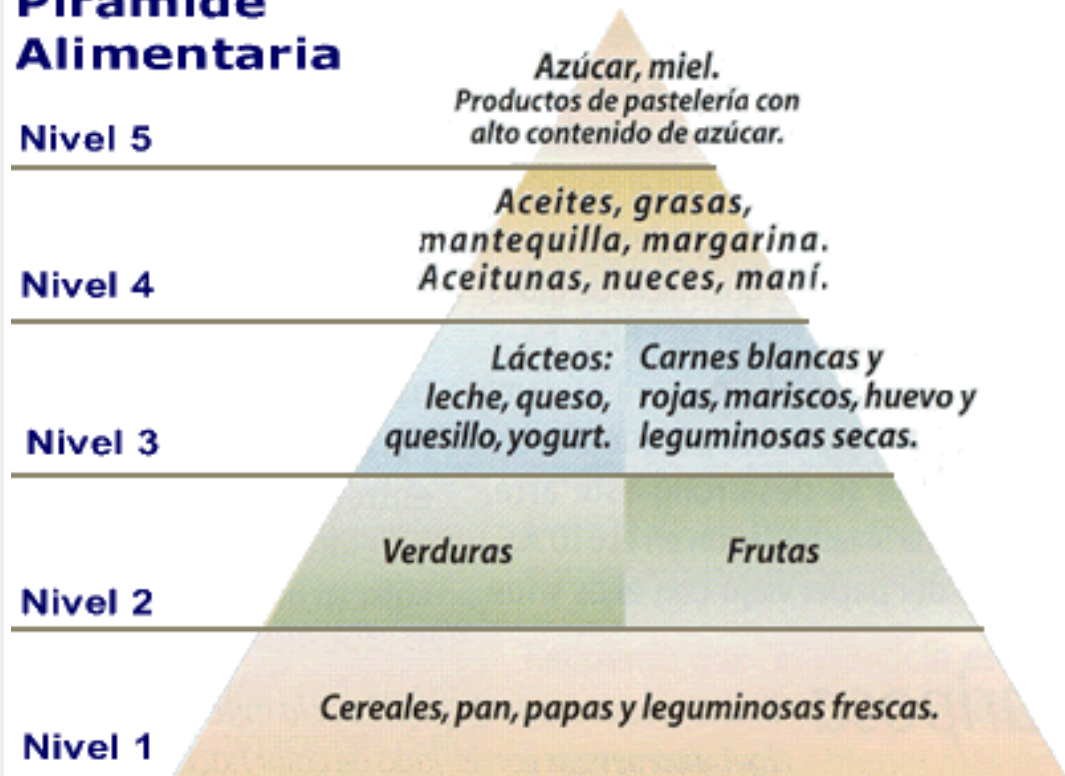 Pirámide
Alimentaria
Azúcar, miel.
Productos de pastelería con
alto contenido de azúcar.
Nivel 5
Aceites, grasas,
mantequilla, margarina.
Aceitunas, nueces, maní.
Nivel 4
Lácteos:
leche, queso,
quesillo, yogurt.
Carnes blancas y
rojas, mariscos, huevo y
leguminosas secas.
Nivel 3
Verduras
Frutas
Nivel 2
Cereales, pan, papas y leguminosas frescas.
Nivel 1